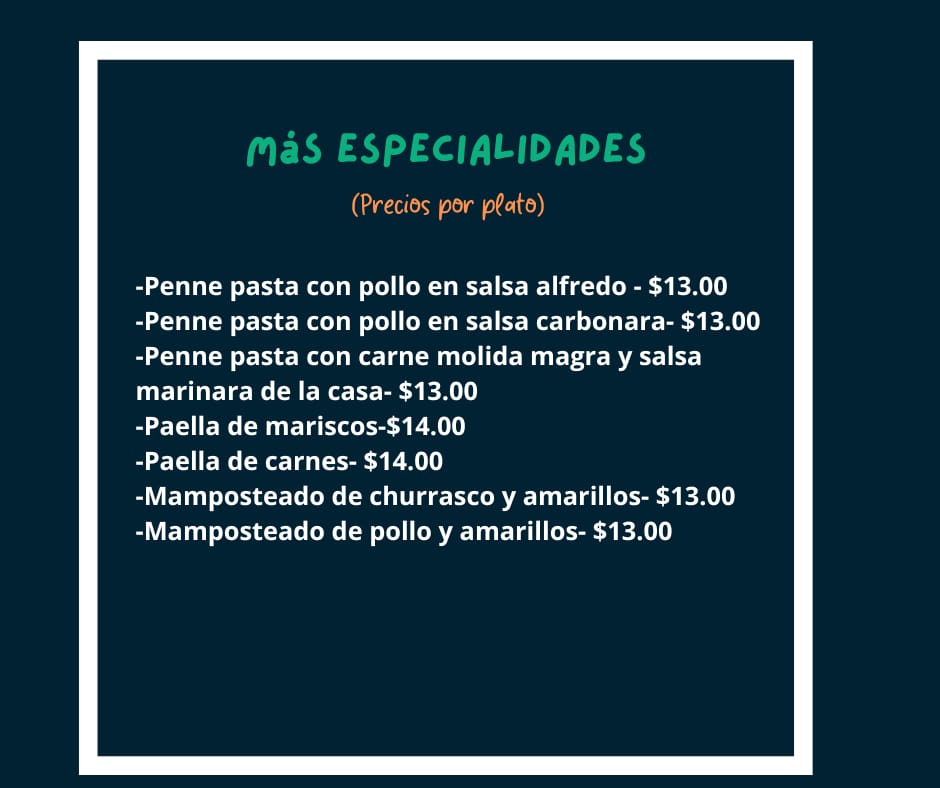 Más ESPECIALIDADES
(Precios por plato)
-Penne pasta con pollo en salsa alfredo - $13.00
-Penne pasta con pollo en salsa carbonara- $13.00
-Penne pasta con carne molida magra y salsa
marinara de la casa- $13.00
-Paella de mariscos-$14.00
-Paella de carnes- $14.00
-Mamposteado de churrasco y amarillos- $13.00
-Mamposteado de pollo y amarillos- $13.00